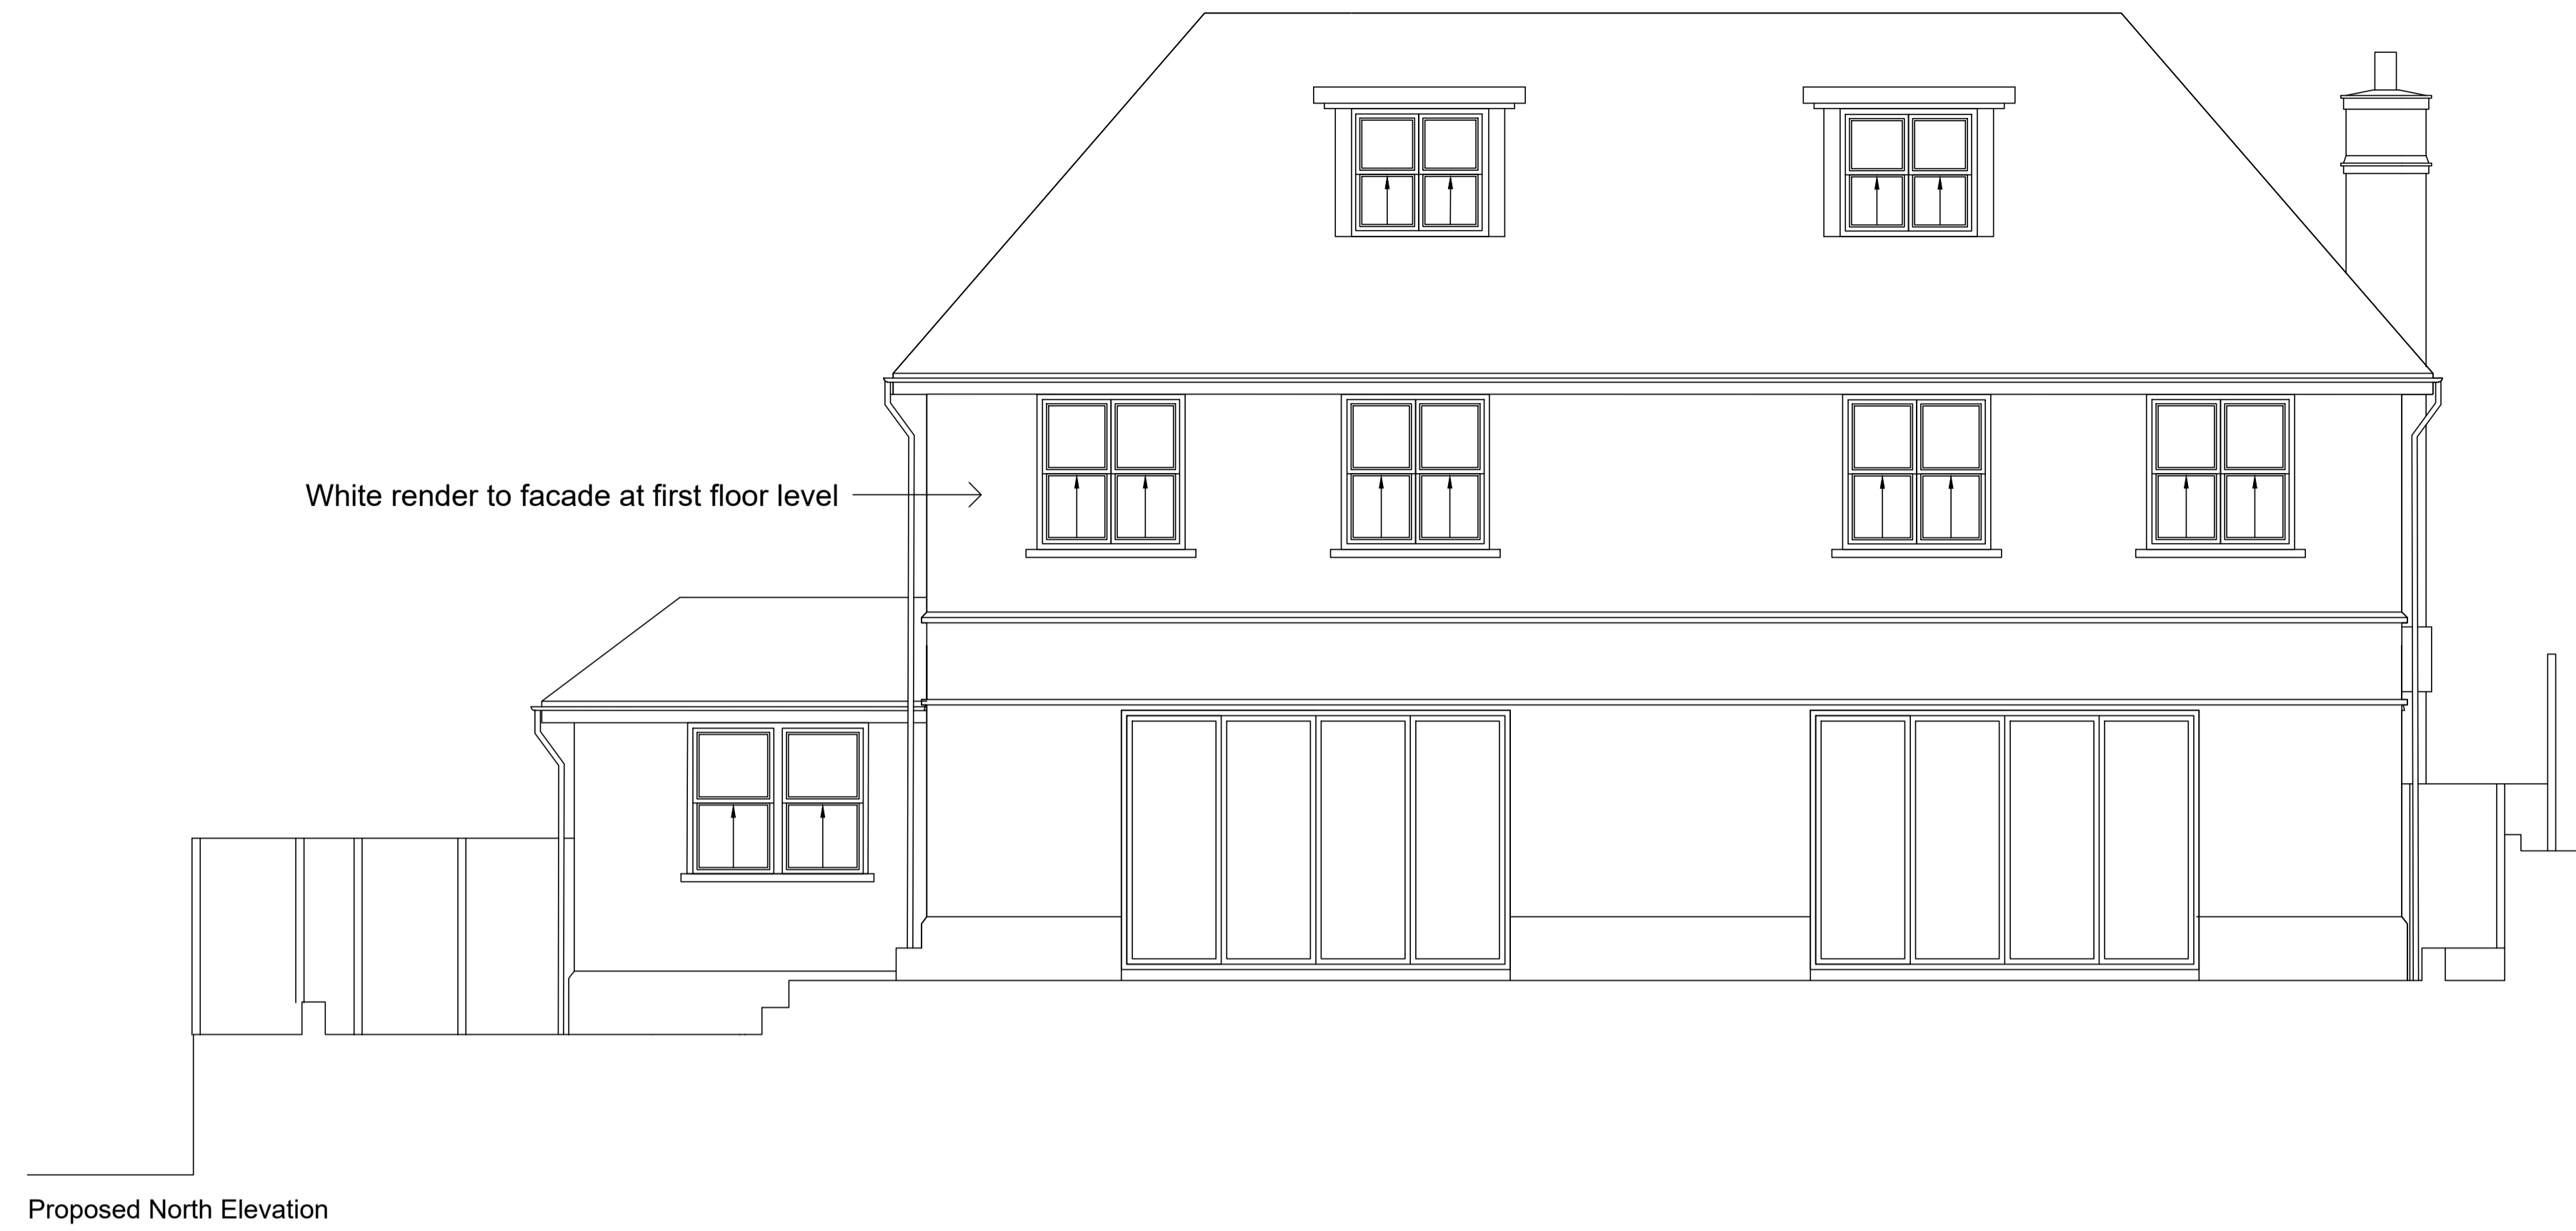 White render to facade at first floor level
Proposed North Elevation